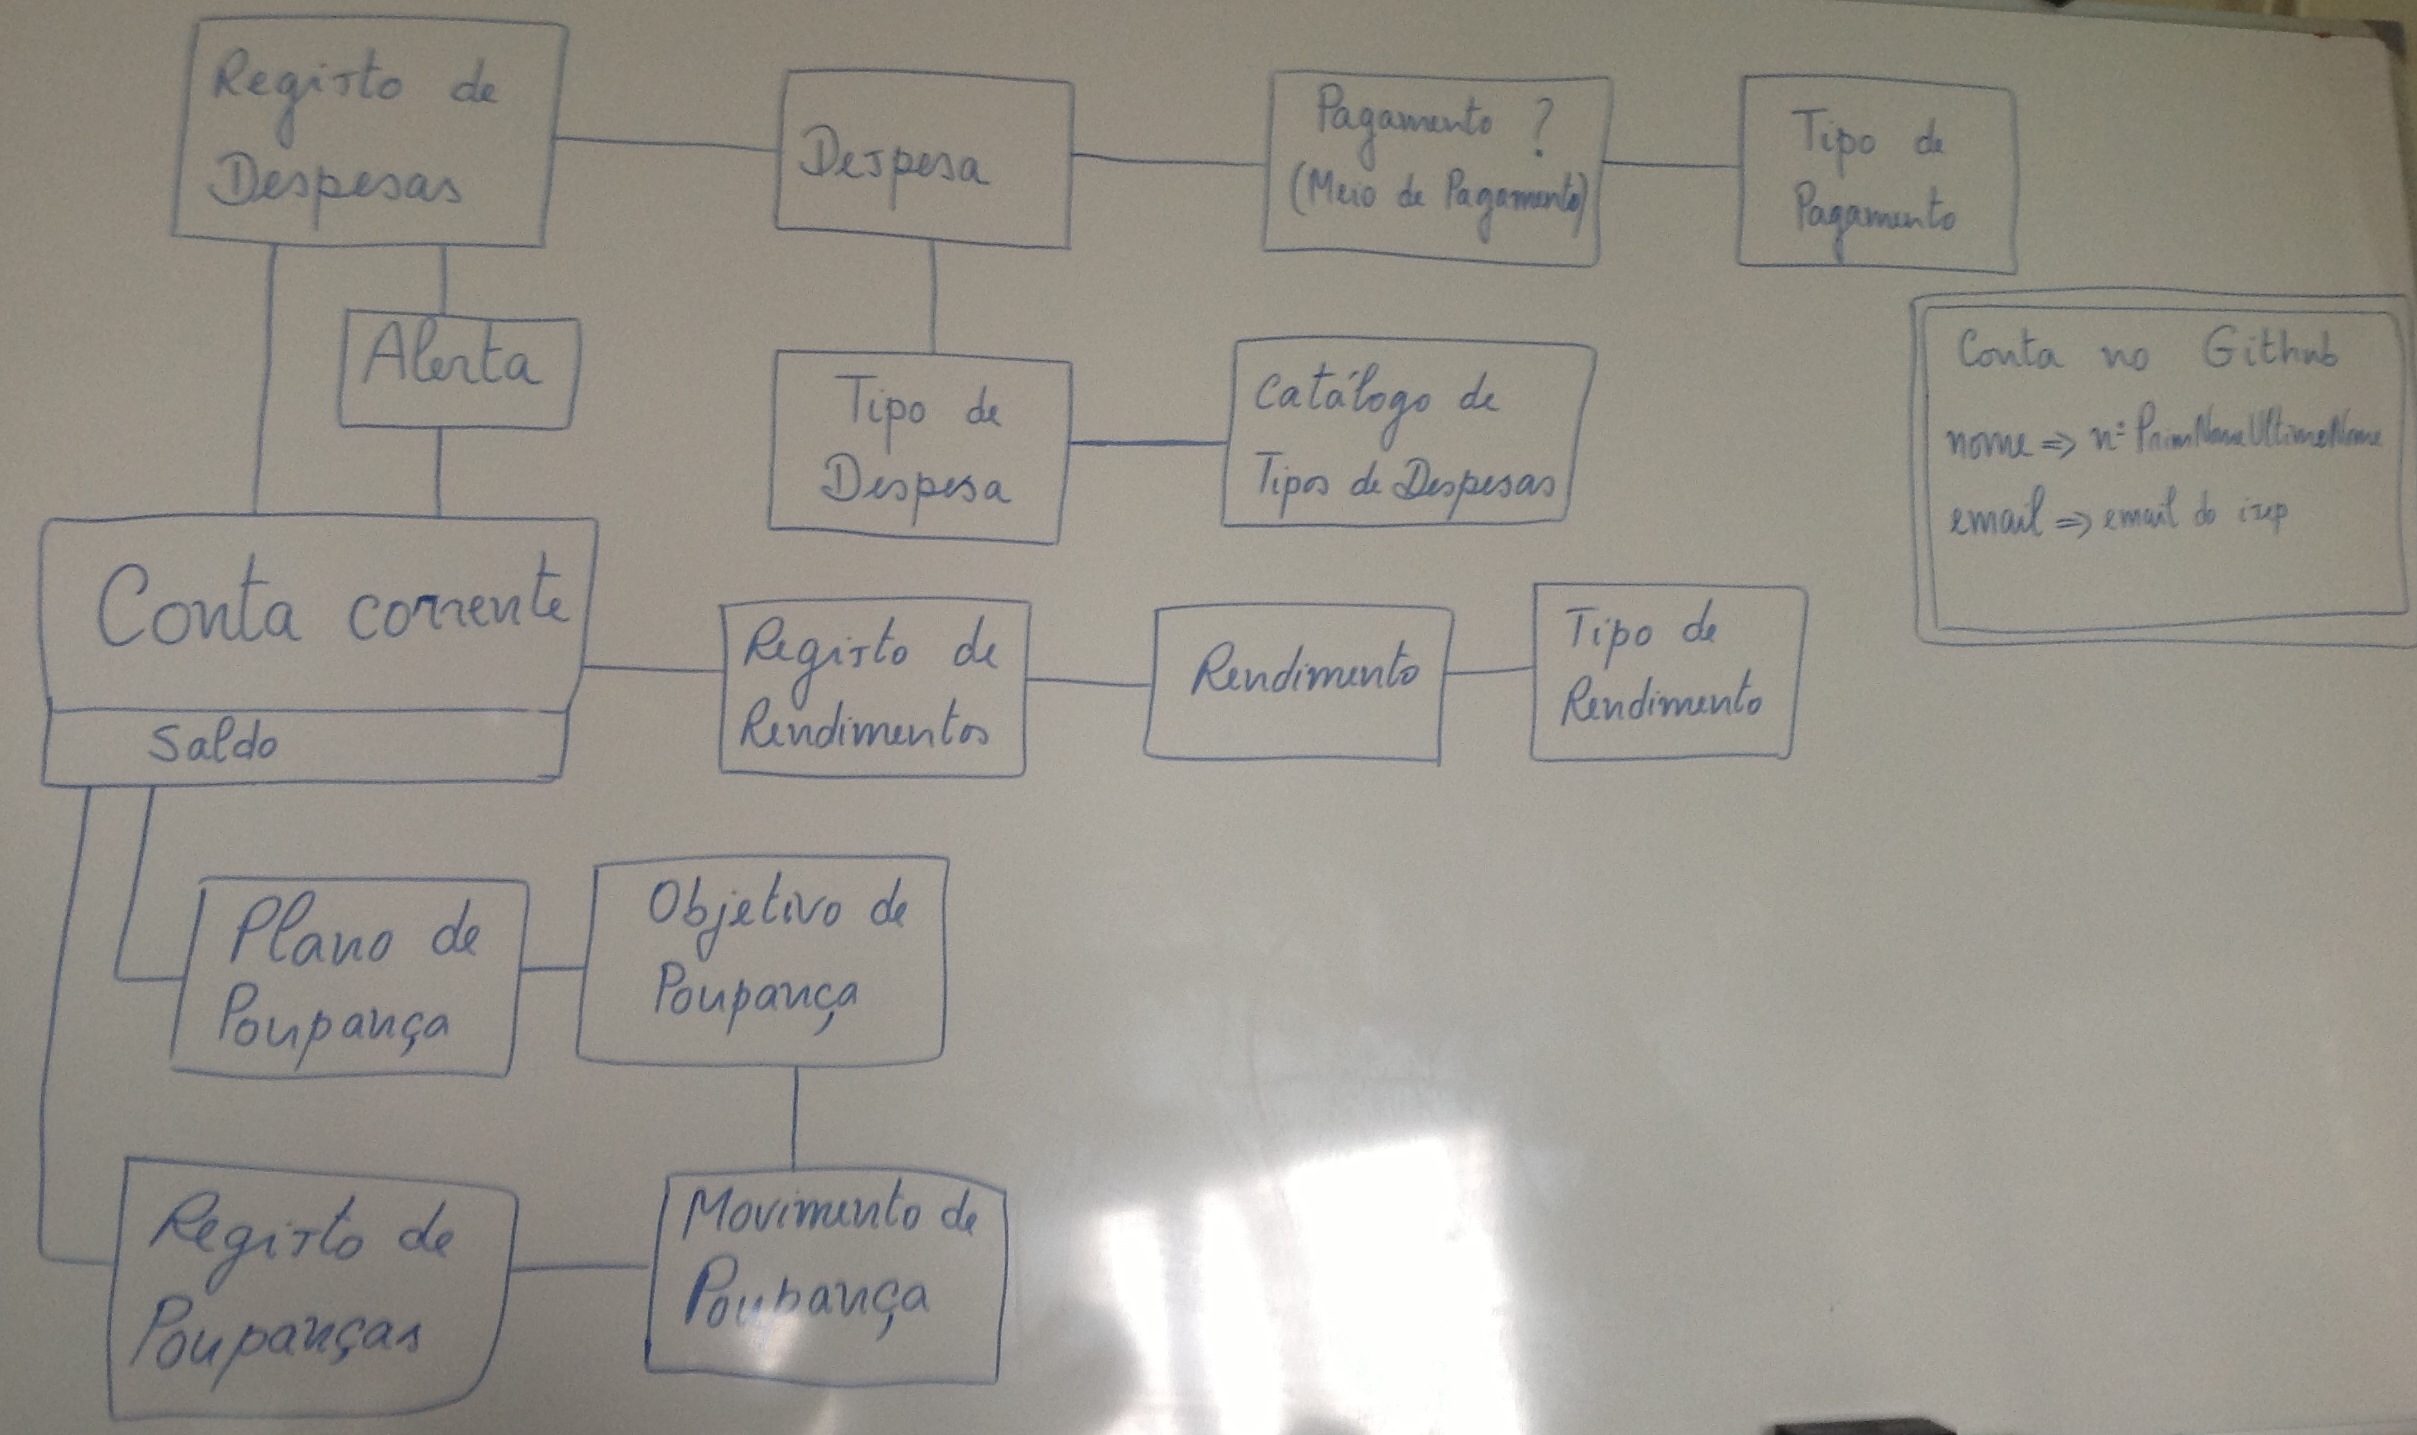 Registo de
Despesas
Despesa
Pagamento ?
(Meio de Pagamento)
Tipo de
Pagamento
Alerta
Tipo de
Despesa
Catálogo de
Tipos de Despesas
Conta no Github
nome => nº PrimNomeUltimoNome
email => email do isep
Conta corrente
Saldo
Registo de
Rendimentos
Rendimento
Tipo de
Rendimento
Plano de
Poupança
Objetivo de
Poupança
Registo de
Poupanças
Movimento de
Poupança